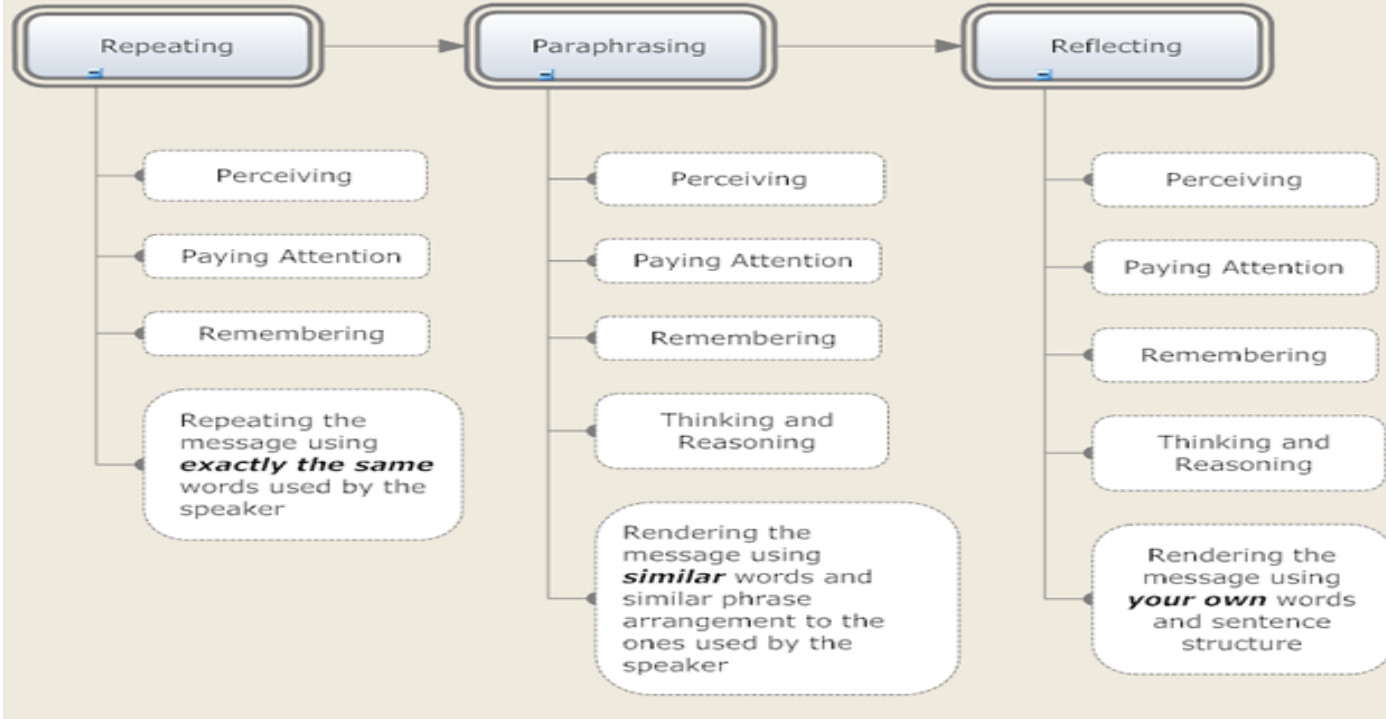 Repeating
Perceiving
Paying Attention
Remembering
Repeating the
message using
exactly the same
words used by the
speaker
Paraphrasing
Perceiving
Paying Attention
Remembering
Thinking and
Reasoning
Rendering the
message using
similar words and
similar phrase
arrangement to the
ones used by the
speaker
Reflecting
Perceiving
Paying Attention
Remembering
Thinking and
Reasoning
Rendering the
message using
your own words
and sentence
structure